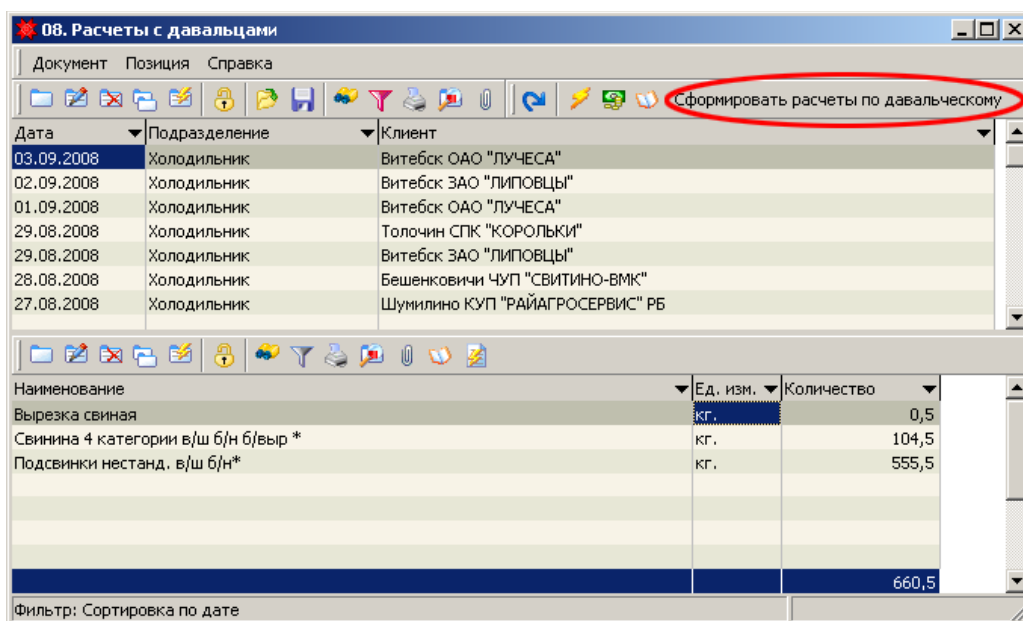 08. Расчеты с давальцами
Документ Позиция Справка
Сформировать расчеты по давальческому
Дата Подразделение Клиент
03.09.2008 Холодильник Витебск ОАО "ЛУЧЕСА"
02.09.2008 Холодильник Витебск ЗАО "ЛИПОВЦЫ"
01.09.2008 Холодильник Витебск ОАО "ЛУЧЕСА"
29.08.2008 Холодильник Толочин СПК "КОРОЛЬКИ"
29.08.2008 Холодильник Витебск ЗАО "ЛИПОВЦЫ"
28.08.2008 Холодильник Бешенковичи ЧУП "СВИТИНО-ВМК"
27.08.2008 Холодильник Шумилино КУП "РАЙАГРОСЕРВИС" РБ
Наименование Ед. изм. Количество
Вырезка свиная кг. 0,5
Свинина 4 категории в/ш б/н б/выр * кг. 104,5
Подсвинки нестанд. в/ш б/н* кг. 555,5
660,5
Фильтр: Сортировка по дате